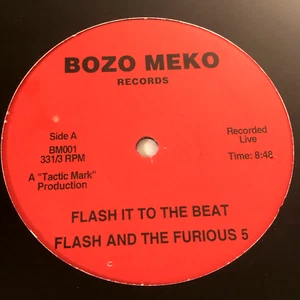 BOZO MEKO
RECORDS
Side A
BM001
331/3 RPM
A "Tactic Mark"
Production
Recorded
Live
Time: 8:48
FLASH IT TO THE BEAT
FLASH AND THE FURIOUS 5